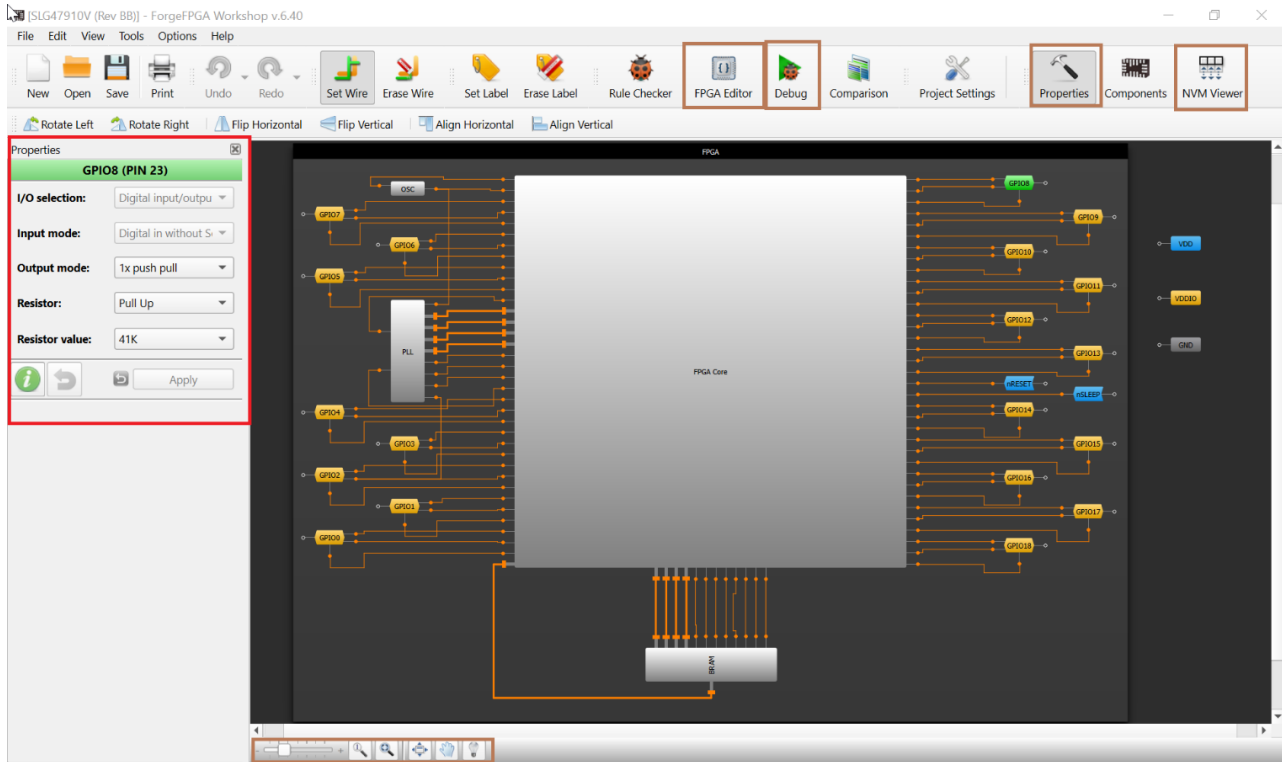 [SLG47910V (Rev BB)] - ForgeFPGA Workshop v.6.40
File Edit View Tools Options Help
New Open Save Print Undo Redo Set Wire Erase Wire Set Label Erase Label Rule Checker FPGA Editor Debug Comparison Project Settings Properties Components NVM Viewer
Rotate Left Rotate Right Flip Horizontal Flip Vertical Align Horizontal Align Vertical
Properties
GPIO8 (PIN 23)
I/O selection: Digital input/outpu
Input mode: Digital in without S
Output mode: 1x push pull
Resistor: Pull Up
Resistor value: 41K
Apply
FPGA
OSC
GPIO7
GPIO6
GPIO5
PLL
GPIO4
GPIO3
GPIO2
GPIO1
GPIO0
FPGA Core
BRAM
GPIO8
GPIO9
GPIO10
GPIO11
GPIO12
GPIO13
nRESET
nSLEEP
GPIO14
GPIO15
GPIO16
GPIO17
GPIO18
VDD
VDDIO
GND